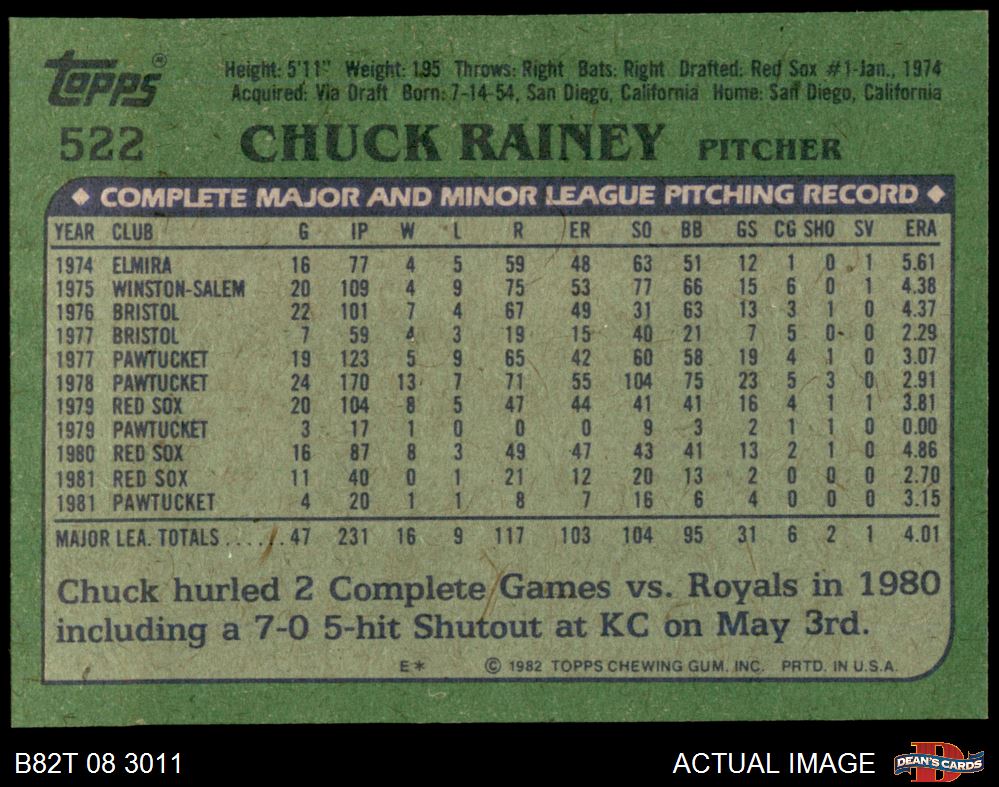 Topps®
Height: 5'11" Weight: 195 Throws: Right Bats: Right Drafted: Red Sox #1-Jan., 1974
Acquired: Via Draft Born: 7-14-54, San Diego, California Home: San Diego, California
522 CHUCK RAINEY PITCHER
◆ COMPLETE MAJOR AND MINOR LEAGUE PITCHING RECORD ◆
YEAR CLUB G IP W L R ER SO BB GS CG SHO SV ERA
1974 ELMIRA 16 77 4 5 59 48 63 51 12 1 0 1 5.61
1975 WINSTON-SALEM 20 109 4 9 75 53 77 66 15 6 0 1 4.38
1976 BRISTOL 22 101 7 4 67 49 31 63 13 3 1 0 4.37
1977 BRISTOL 7 59 4 3 19 15 40 21 7 5 0 0 2.29
1977 PAWTUCKET 19 123 5 9 65 42 60 58 19 4 1 0 3.07
1978 PAWTUCKET 24 170 13 7 71 55 104 75 23 5 3 0 2.91
1979 RED SOX 20 104 8 5 47 44 41 41 16 4 1 1 3.81
1979 PAWTUCKET 3 17 1 0 0 0 9 3 2 1 1 0 0.00
1980 RED SOX 16 87 8 3 49 47 43 41 13 2 1 0 4.86
1981 RED SOX 11 40 0 1 21 12 20 13 2 0 0 0 2.70
1981 PAWTUCKET 4 20 1 1 8 7 16 6 4 0 0 0 3.15
MAJOR LEA. TOTALS......47 231 16 9 117 103 104 95 31 6 2 1 4.01
Chuck hurled 2 Complete Games vs. Royals in 1980
including a 7-0 5-hit Shutout at KC on May 3rd.
E* © 1982 TOPPS CHEWING GUM, INC. PRTD. IN U.S.A.
B82T 08 3011 ACTUAL IMAGE DEAN'S CARDS